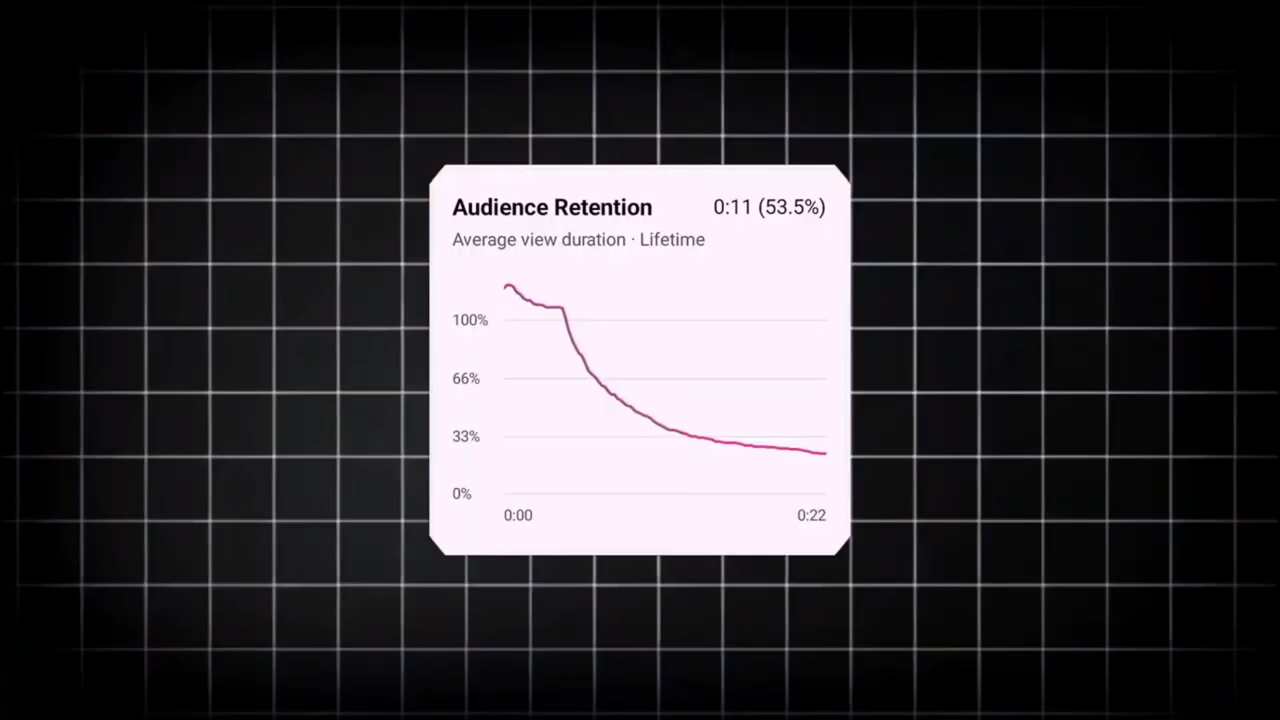 Audience Retention 0:11 (53.5%)
Average view duration · Lifetime
100%
66%
33%
0%
0:00 0:22